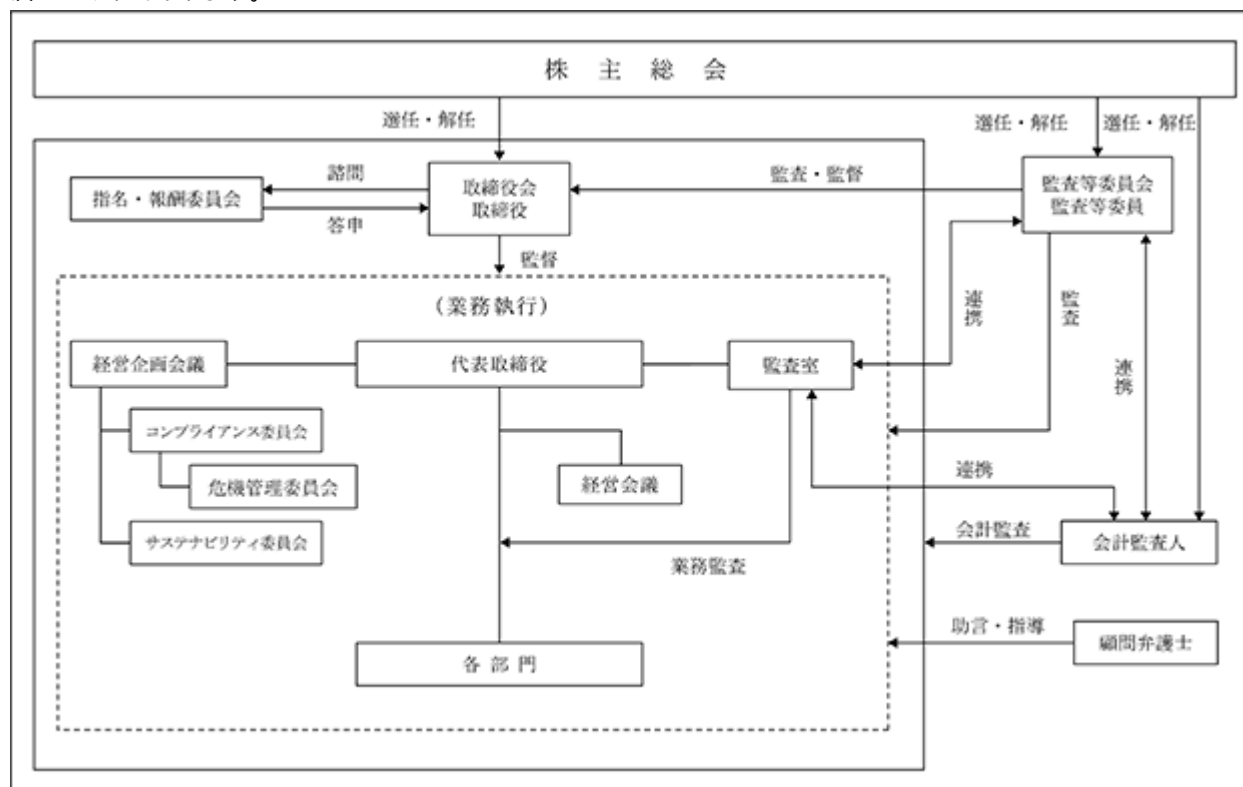 株 主 総 会
選任・解任
選任・解任
選任・解任
諮問
指名・報酬委員会
答申
取締役会
取締役
監査・監督
監査等委員会
監査等委員
監督
(業務執行)
連携
監査
経営企画会議
代表取締役
監査室
連携
コンプライアンス委員会
危機管理委員会
経営会議
連携
サステナビリティ委員会
業務監査
会計監査
会計監査人
助言・指導
顧問弁護士
各 部 門